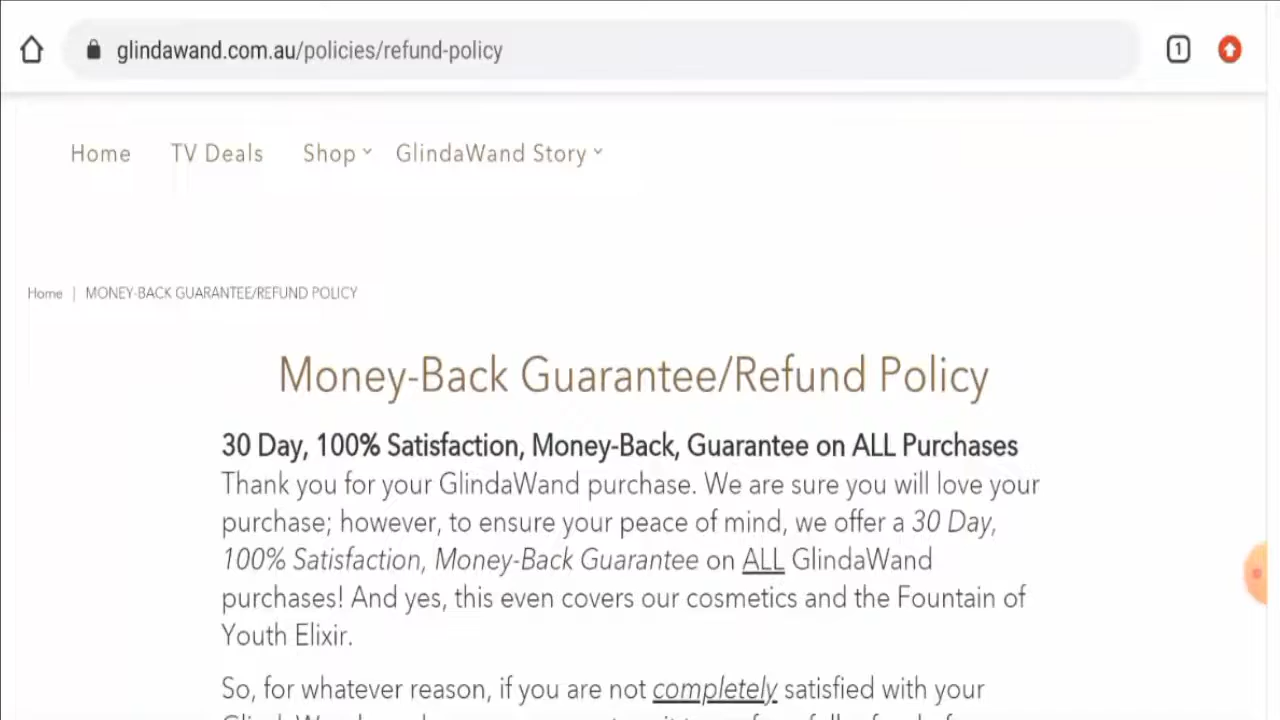 glindawand.com.au/policies/refund-policy
1
Home TV Deals Shop GlindaWand Story
Home | MONEY-BACK GUARANTEE/REFUND POLICY
Money-Back Guarantee/Refund Policy
30 Day, 100% Satisfaction, Money-Back, Guarantee on ALL Purchases
Thank you for your GlindaWand purchase. We are sure you will love your
purchase; however, to ensure your peace of mind, we offer a 30 Day,
100% Satisfaction, Money-Back Guarantee on ALL GlindaWand
purchases! And yes, this even covers our cosmetics and the Fountain of
Youth Elixir.
So, for whatever reason, if you are not completely satisfied with your